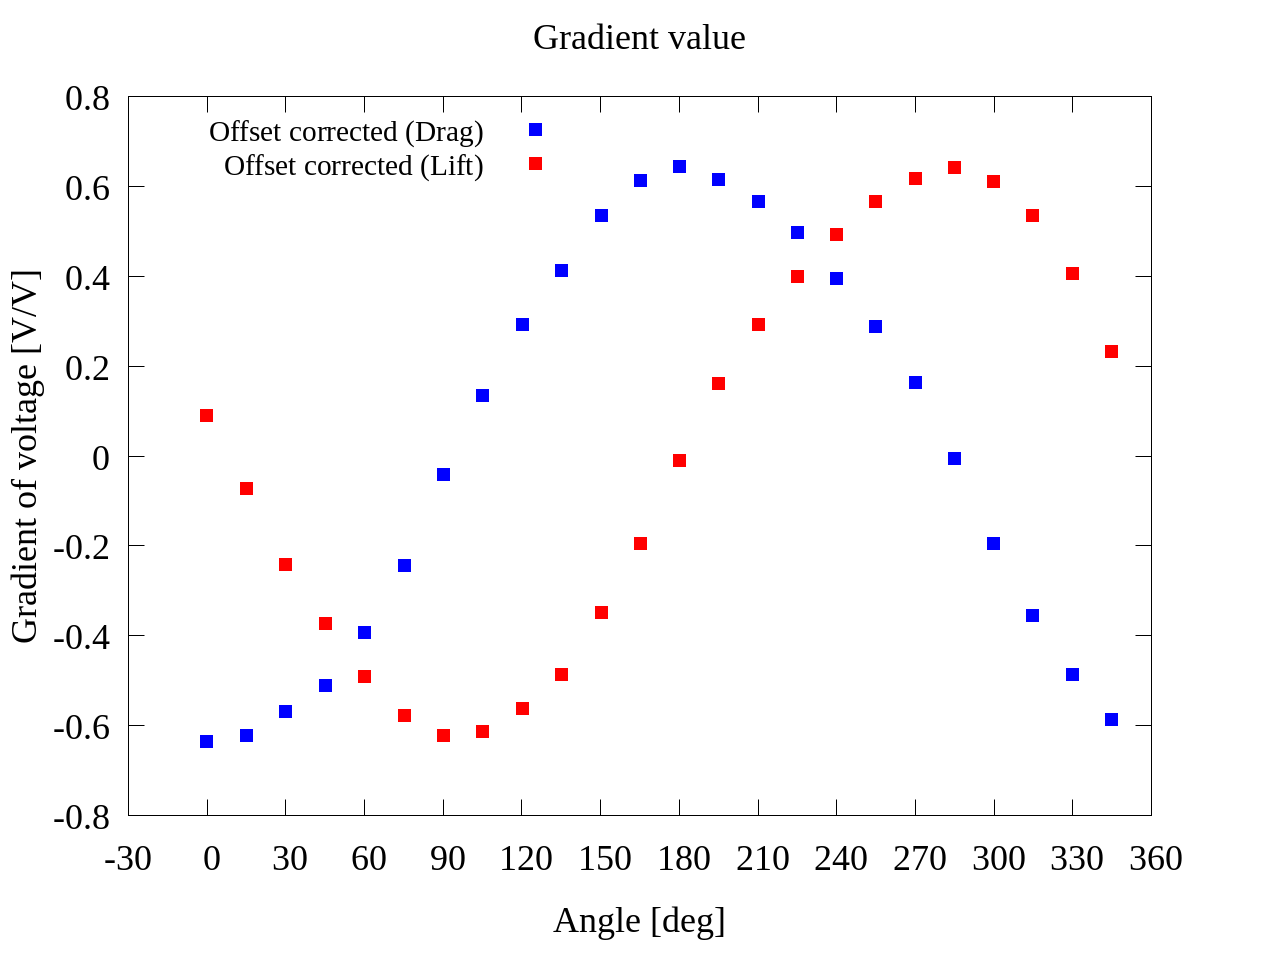 Gradient value
Offset corrected (Drag)
Offset corrected (Lift)
0.8
0.6
0.4
0.2
0
-0.2
-0.4
-0.6
-0.8
Gradient of voltage [V/V]
-30 0 30 60 90 120 150 180 210 240 270 300 330 360
Angle [deg]